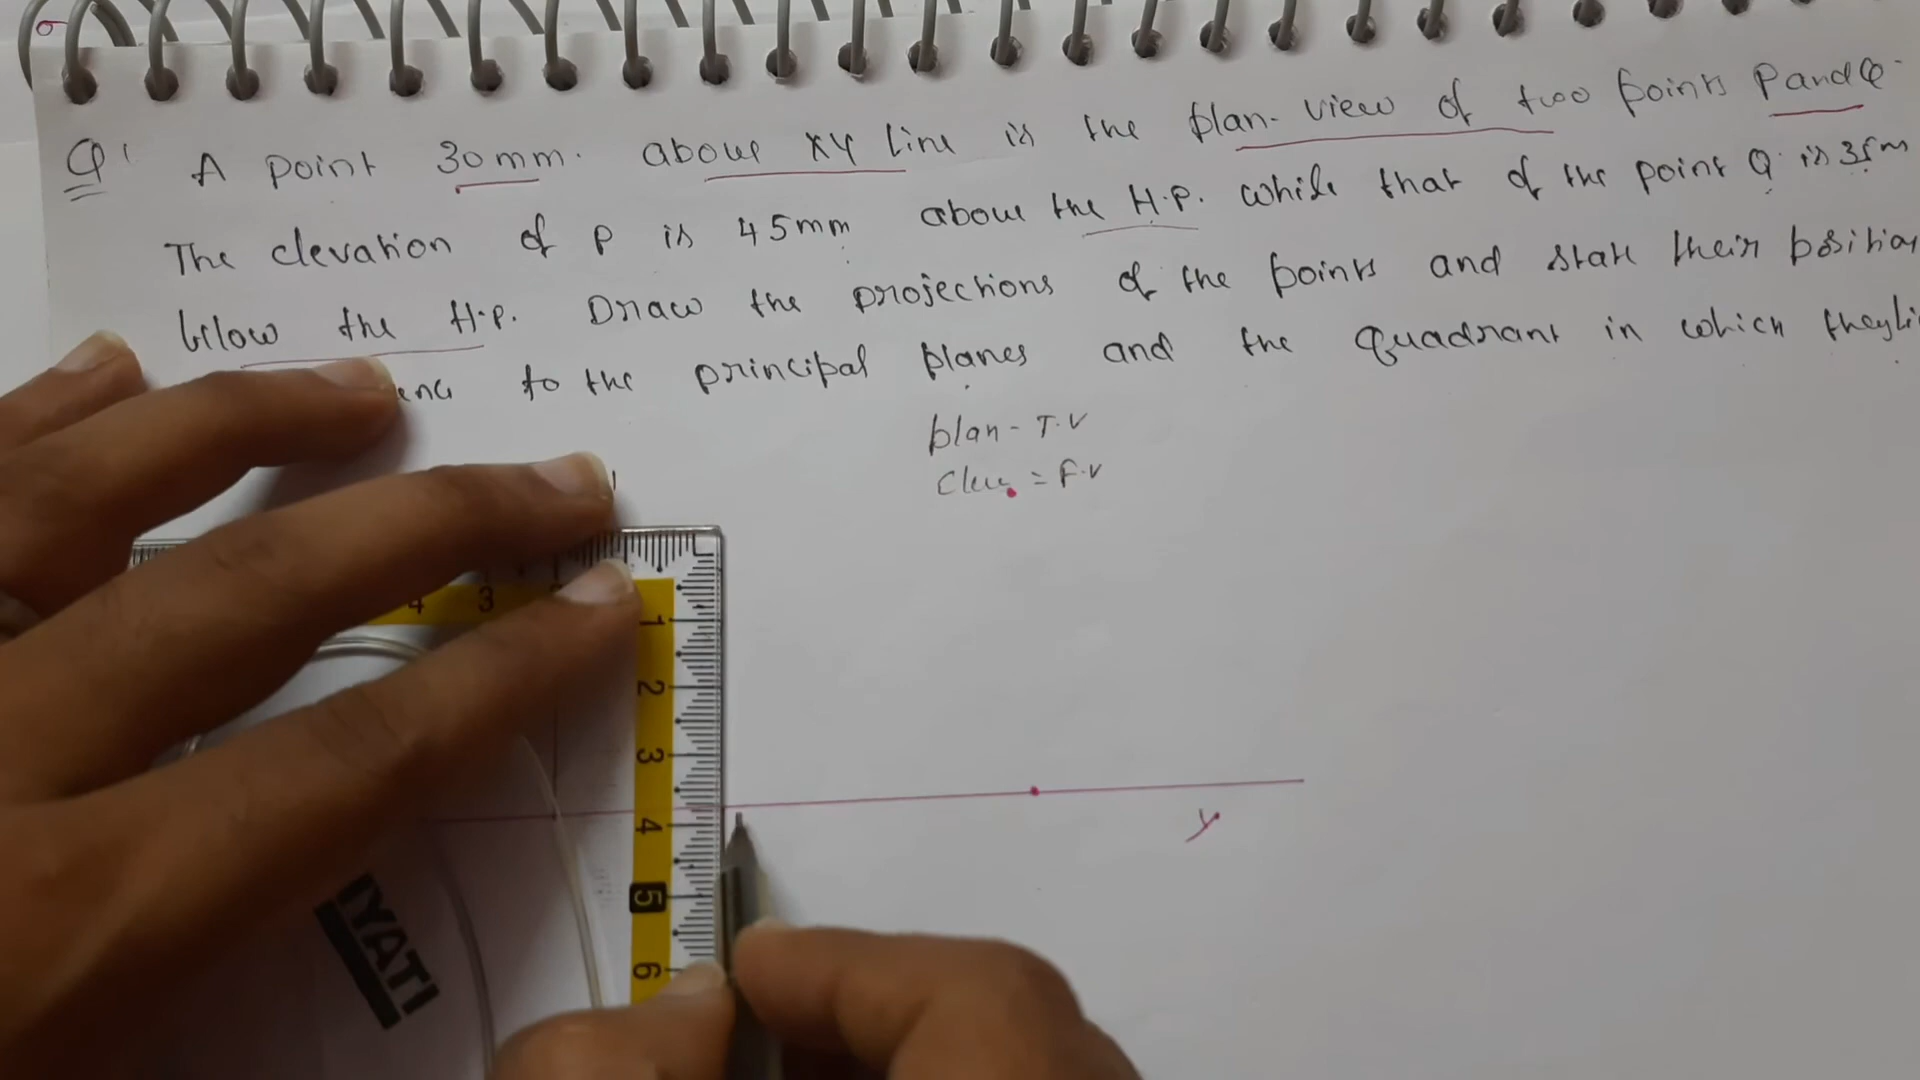 Q' A point 30mm. above XY line is the plan-view of two points P and Q.
The elevation of P is 45mm above the H.P. while that of the point Q is 35m
below the H.P. Draw the projections of the points and state their position
to the principal planes and the quadrant in which they li
plan - T.V
Elev. = F.V
4 3
1
2
3
4
5
6
y
IYATI